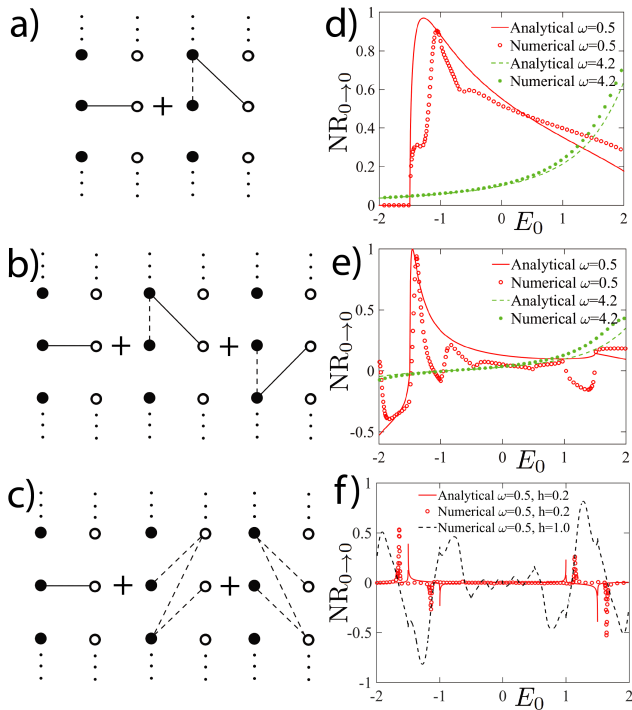 a)
+
d)
NR0→0
1
0.8
0.6
0.4
0.2
0
Analytical ω=0.5
Numerical ω=0.5
Analytical ω=4.2
Numerical ω=4.2
-2 -1 0 1 2
E0
b)
+ +
e)
NR0→0
1
0.5
0
-0.5
Analytical ω=0.5
Numerical ω=0.5
Analytical ω=4.2
Numerical ω=4.2
-2 -1 0 1 2
E0
c)
+ +
f)
NR0→0
1
0.5
0
-0.5
-1
Analytical ω=0.5, h=0.2
Numerical ω=0.5, h=0.2
Numerical ω=0.5, h=1.0
-2 -1 0 1 2
E0